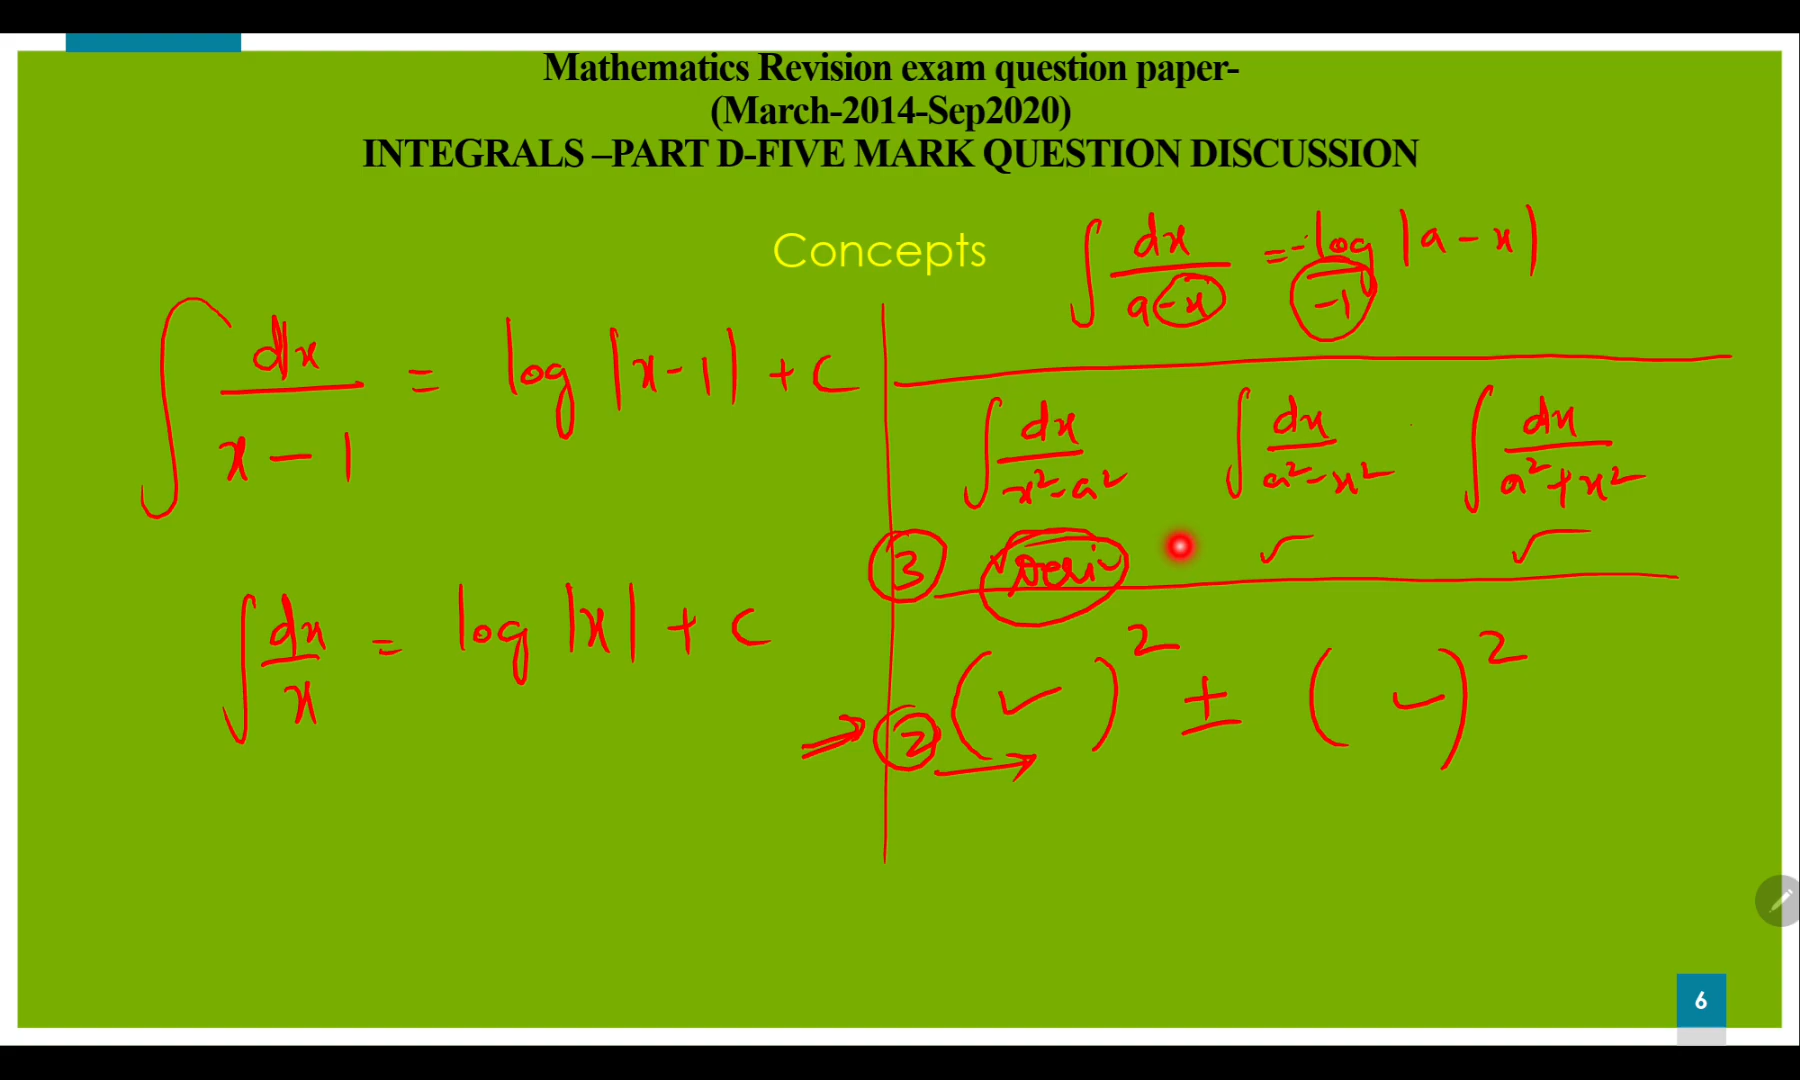 Mathematics Revision exam question paper-
(March-2014-Sep2020)
INTEGRALS –PART D-FIVE MARK QUESTION DISCUSSION
Concepts
∫ dx/(a-x) = -log/-1 |a-x|
∫ dx/(x-1) = log |x-1| + c
∫ dx/(x²-a²) ∫ dx/(a²-x²) ∫ dx/(a²+x²)
3 √ Deri √ √
∫ dx/x = log |x| + c
⇒ 2 → (✓)² ± (✓)²
6